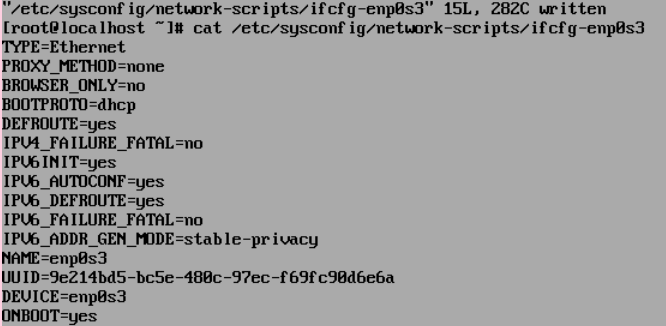 "/etc/sysconfig/network-scripts/ifcfg-enp0s3" 15L, 282C written
[root@localhost ~]# cat /etc/sysconfig/network-scripts/ifcfg-enp0s3
TYPE=Ethernet
PROXY_METHOD=none
BROWSER_ONLY=no
BOOTPROTO=dhcp
DEFROUTE=yes
IPV4_FAILURE_FATAL=no
IPV6INIT=yes
IPV6_AUTOCONF=yes
IPV6_DEFROUTE=yes
IPV6_FAILURE_FATAL=no
IPV6_ADDR_GEN_MODE=stable-privacy
NAME=enp0s3
UUID=9e214bd5-bc5e-480c-97ec-f69fc90d6e6a
DEVICE=enp0s3
ONBOOT=yes